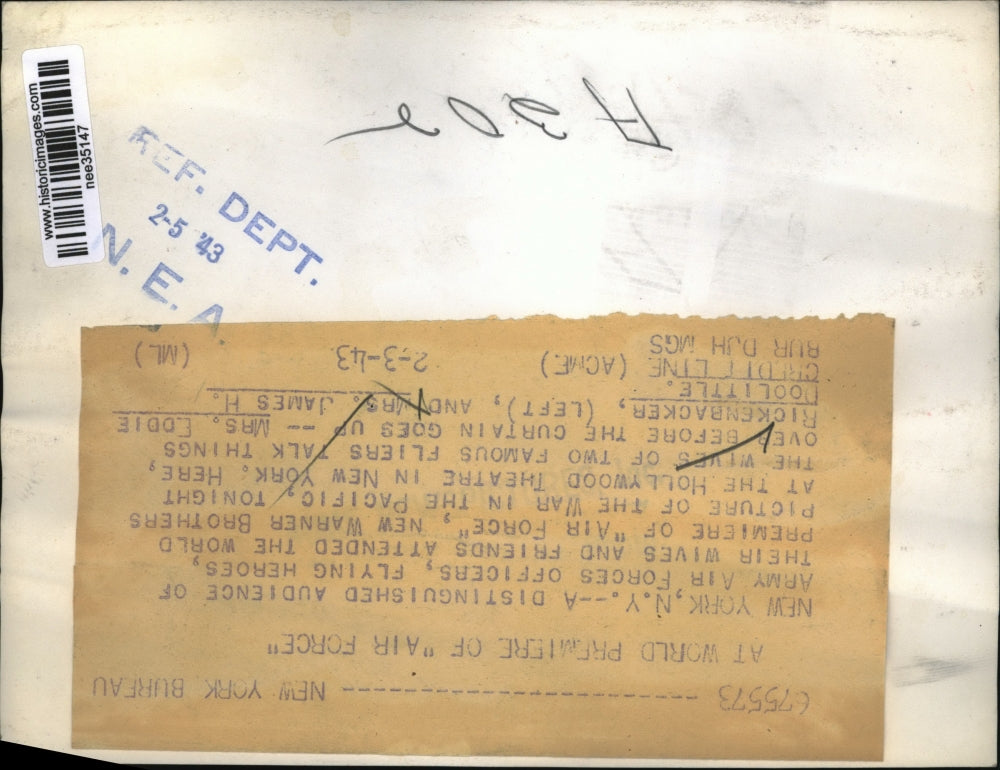 www.historicimages.com
nee35147
REF. DEPT.
2-5 '43
N. E. A.
675573 -------------------- NEW YORK BUREAU
AT WORLD PREMIERE OF "AIR FORCE"
NEW YORK, N.Y.--A DISTINGUISHED AUDIENCE OF
ARMY AIR FORCES OFFICERS, FLYING HEROES,
THEIR WIVES AND FRIENDS ATTENDED THE WORLD
PREMIERE OF "AIR FORCE", NEW WARNER BROTHERS
PICTURE OF THE WAR IN THE PACIFIC, TONIGHT
AT THE HOLLYWOOD THEATRE IN NEW YORK. HERE,
THE WIVES OF TWO FAMOUS FLIERS TALK THINGS
OVER BEFORE THE CURTAIN GOES UP -- MRS. EDDIE
RICKENBACKER, (LEFT), AND MRS. JAMES H.
DOOLITTLE.
CREDIT LINE (ACME) 2-3-43 (ML)
BUR DJH MGS